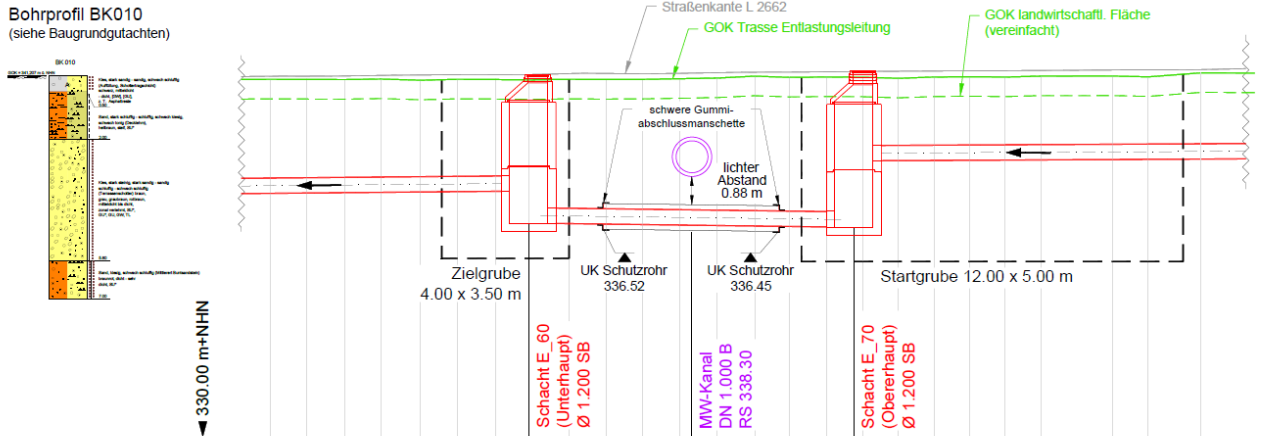 Bohrprofil BK010
(siehe Baugrundgutachten)
BK 010
Straßenkante L 2662
GOK Trasse Entlastungsleitung
GOK landwirtschaftl. Fläche
(vereinfacht)
schwere Gummi-
abschlussmanschette
lichter
Abstand
0.88 m
Zielgrube
4.00 x 3.50 m
UK Schutzrohr
336.52
UK Schutzrohr
336.45
Startgrube 12.00 x 5.00 m
330.00 m+NHN
Schacht E_60
(Unterhaupt)
Ø 1.200 SB
MW-Kanal
DN 1.000 B
RS 338.30
Schacht E_70
(Obererhaupt)
Ø 1.200 SB